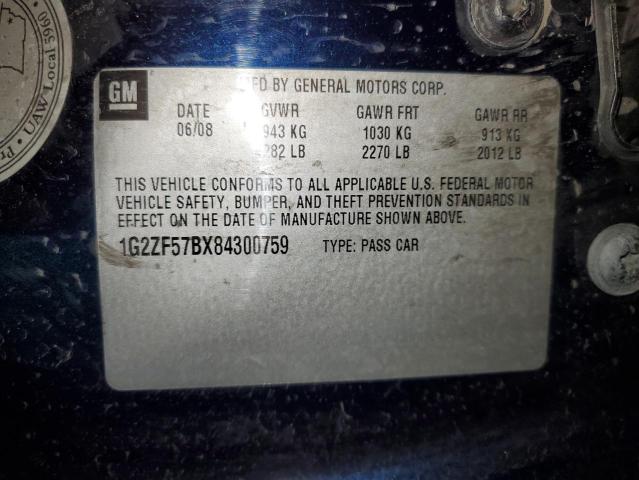 UAW Local 5960
GM
MFD BY GENERAL MOTORS CORP.
DATE GVWR GAWR FRT GAWR RR
06/08 943 KG 1030 KG 913 KG
282 LB 2270 LB 2012 LB
THIS VEHICLE CONFORMS TO ALL APPLICABLE U.S. FEDERAL MOTOR
VEHICLE SAFETY, BUMPER, AND THEFT PREVENTION STANDARDS IN
EFFECT ON THE DATE OF MANUFACTURE SHOWN ABOVE.
1G2ZF57BX84300759 TYPE: PASS CAR